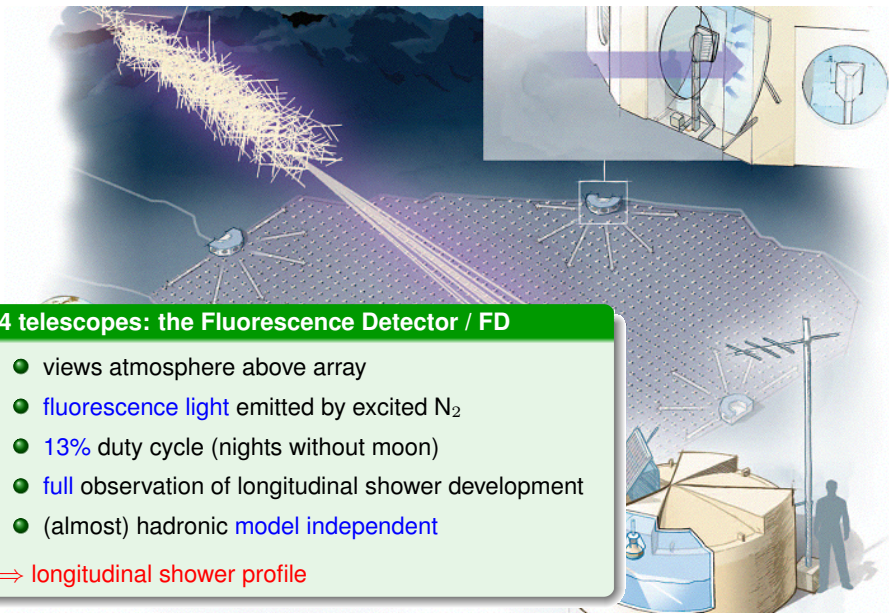 4 telescopes: the Fluorescence Detector / FD
views atmosphere above array
fluorescence light emitted by excited N₂
13% duty cycle (nights without moon)
full observation of longitudinal shower development
(almost) hadronic model independent
⇒ longitudinal shower profile